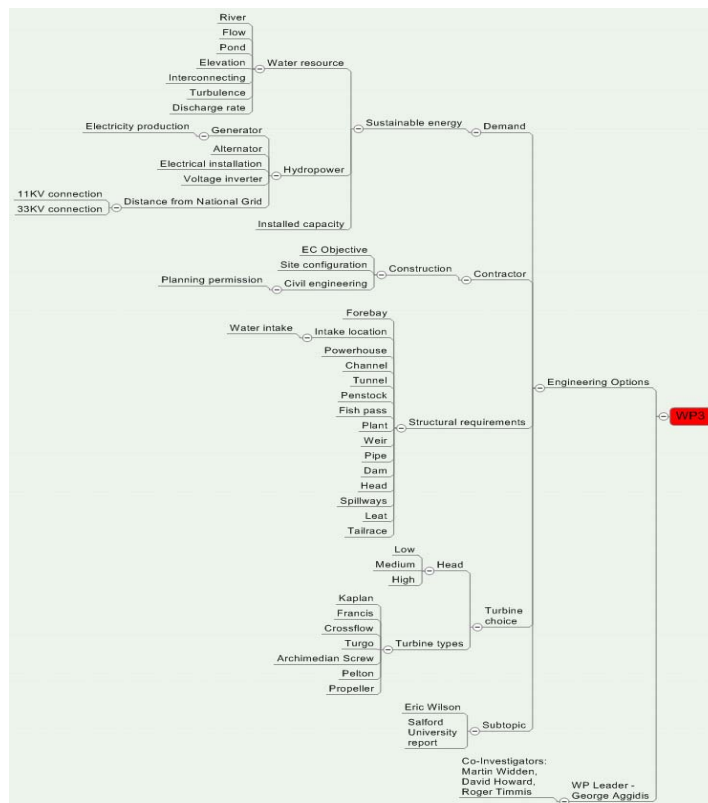 River
Flow
Pond
Elevation
Water resource
Interconnecting
Turbulence
Discharge rate
Sustainable energy
Demand
Electricity production
Generator
Alternator
Electrical installation
Hydropower
Voltage inverter
11KV connection
Distance from National Grid
33KV connection
Installed capacity
EC Objective
Site configuration
Construction
Contractor
Planning permission
Civil engineering
Forebay
Water intake
Intake location
Powerhouse
Channel
Tunnel
Engineering Options
Penstock
Fish pass
WP3
Plant
Structural requirements
Weir
Pipe
Dam
Head
Spillways
Leat
Tailrace
Low
Medium
Head
High
Kaplan
Francis
Turbine
choice
Crossflow
Turgo
Turbine types
Archimedian Screw
Pelton
Propeller
Eric Wilson
Salford
University
report
Subtopic
Co-Investigators:
Martin Widden,
David Howard,
Roger Timmis
WP Leader -
George Aggidis